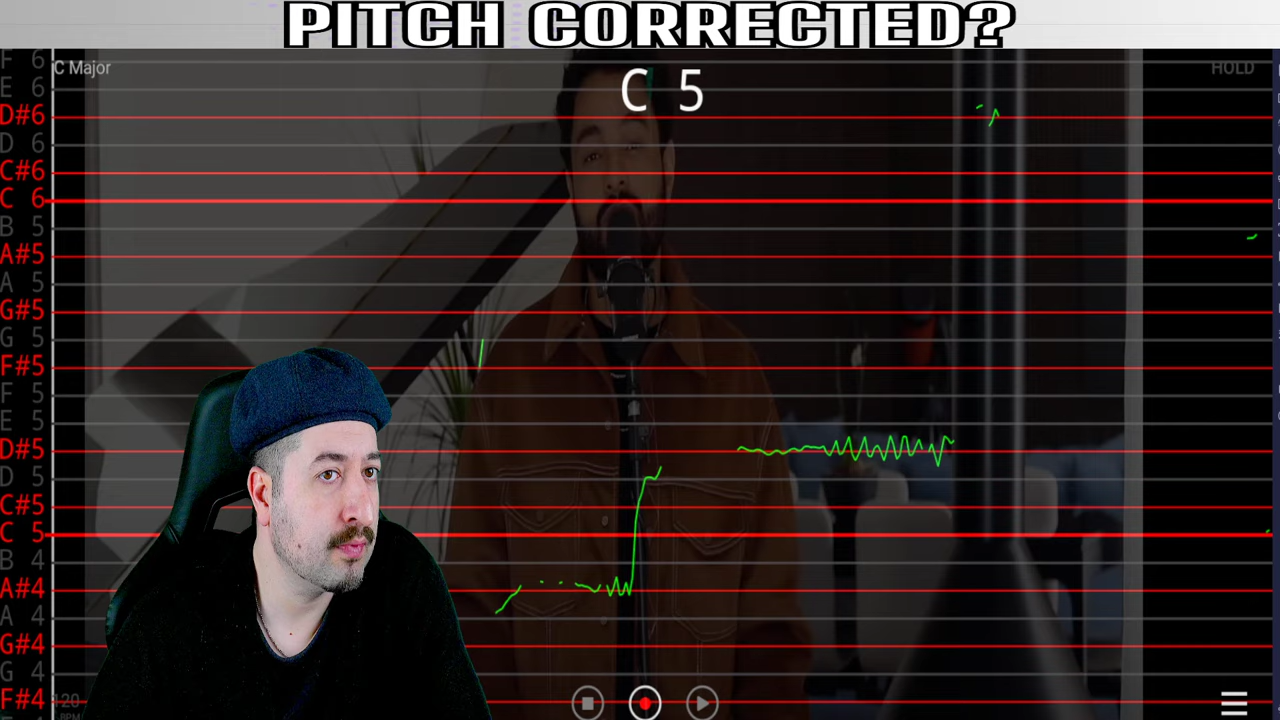 PITCH CORRECTED?
F 6
C Major
C 5
HOLD
E 6
D#6
D 6
C#6
C 6
B 5
A#5
A 5
G#5
G 5
F#5
F 5
E 5
D#5
D 5
C#5
C 5
B 4
A#4
A 4
G#4
G 4
F#4
120
BPM